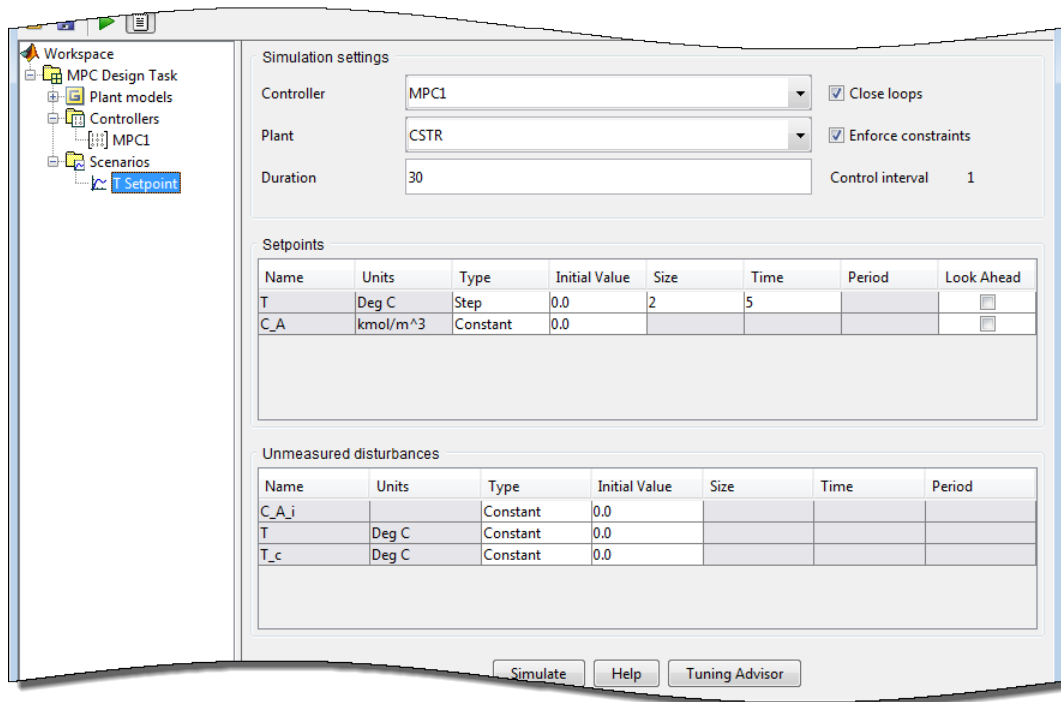 Workspace
MPC Design Task
Plant models
Controllers
MPC1
Scenarios
T Setpoint
Simulation settings
Controller MPC1 Close loops
Plant CSTR Enforce constraints
Duration 30 Control interval 1
Setpoints
Name Units Type Initial Value Size Time Period Look Ahead
T Deg C Step 0.0 2 5
C_A kmol/m^3 Constant 0.0
Unmeasured disturbances
Name Units Type Initial Value Size Time Period
C_A_i Constant 0.0
T Deg C Constant 0.0
T_c Deg C Constant 0.0
Simulate Help Tuning Advisor